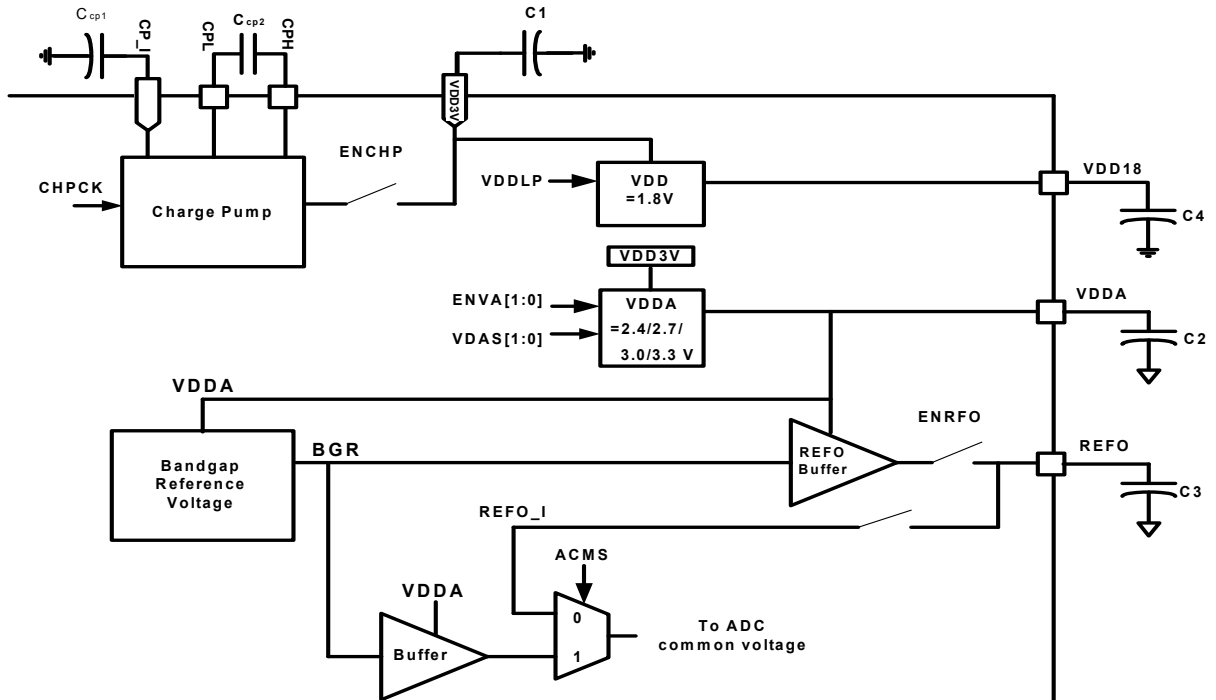 Ccp1
CP_I
CPL
Ccp2
CPH
C1
VDD3V
ENCHP
CHPCK
Charge Pump
VDDLP
VDD
=1.8V
VDD18
C4
VDD3V
ENVA[1:0]
VDAS[1:0]
VDDA
=2.4/2.7/
3.0/3.3 V
VDDA
C2
VDDA
Bandgap
Reference
Voltage
BGR
REFO
Buffer
ENRFO
REFO
C3
REFO_I
ACMS
VDDA
Buffer
0
1
To ADC
common voltage